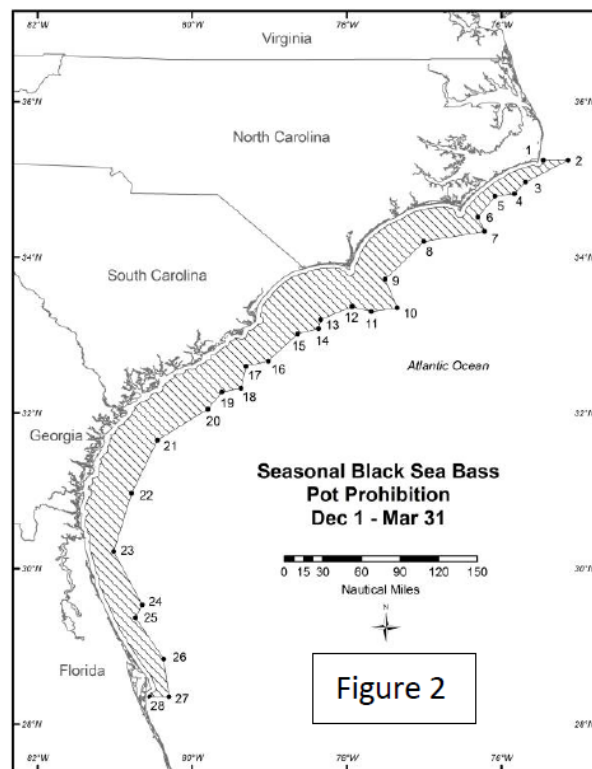 82°W 80°W 78°W 76°W
Virginia
36°N 36°N
North Carolina
1 2
3
4
5
6
7
8
34°N 34°N
South Carolina
9
10
11
12
13
14
15
16
17
18
19
20
Atlantic Ocean
32°N 32°N
Georgia
21
22
23
Seasonal Black Sea Bass
Pot Prohibition
Dec 1 - Mar 31
0 15 30 60 90 120 150
Nautical Miles
N
30°N 30°N
24
25
26
27
28
Florida
Figure 2
28°N 28°N
82°W 80°W 78°W 76°W